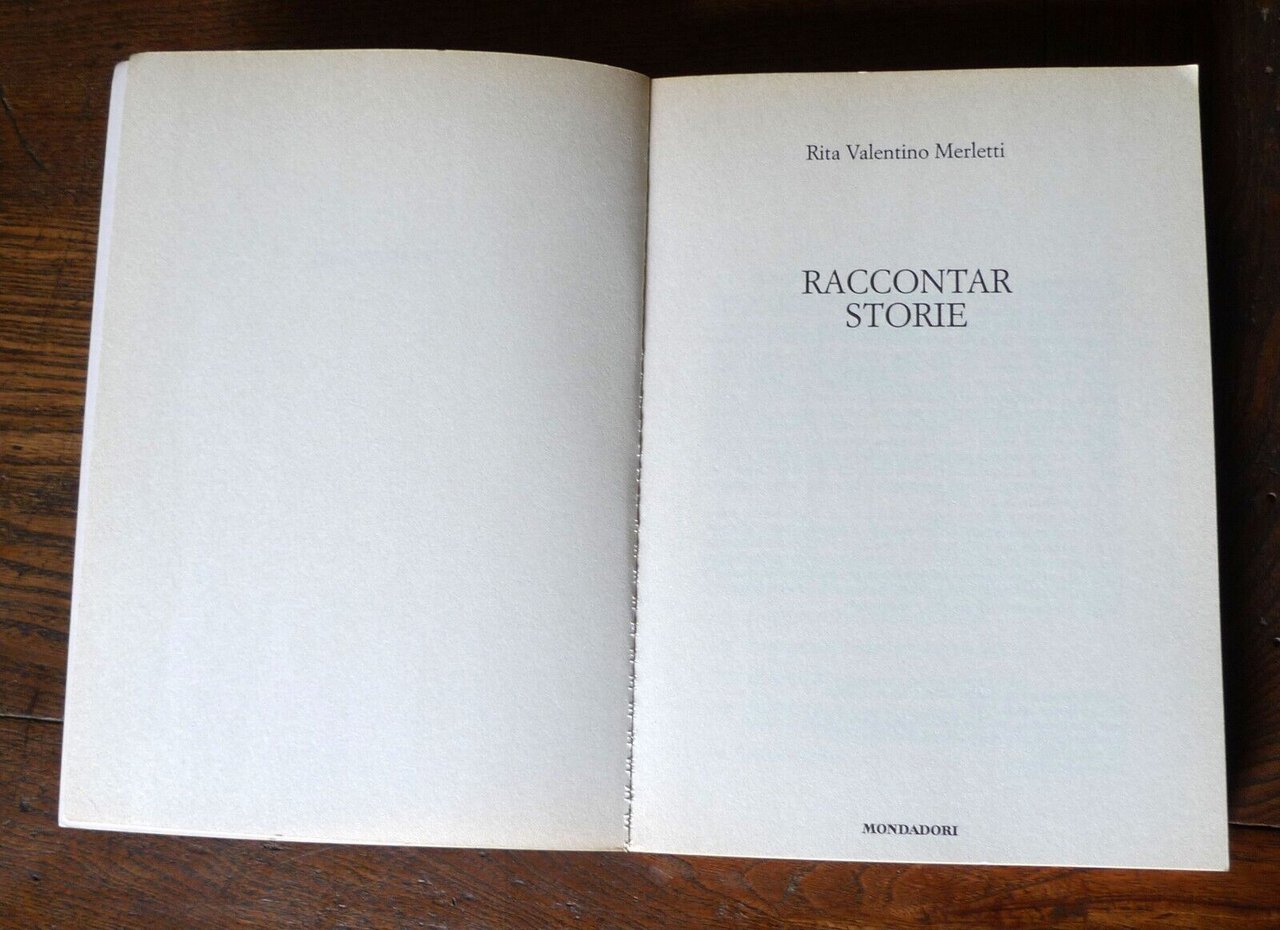 Rita Valentino Merletti
RACCONTAR
STORIE
MONDADORI